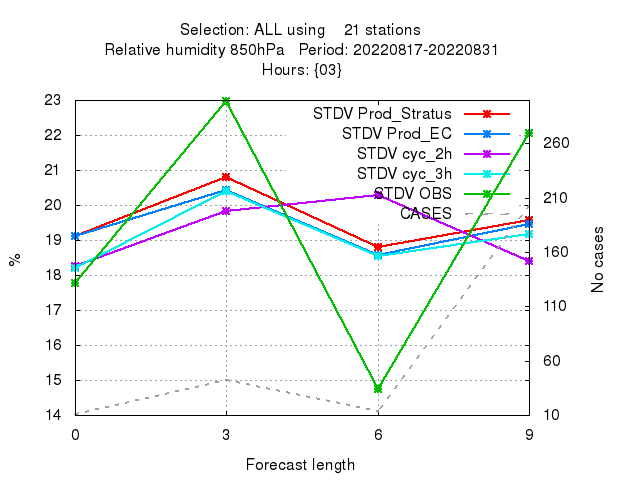 Selection: ALL using 21 stations
Relative humidity 850hPa Period: 20220817-20220831
Hours: {03}
STDV Prod_Stratus
STDV Prod_EC
STDV cyc_2h
STDV cyc_3h
STDV OBS
CASES
23
22
21
20
19
18
17
16
15
14
%
260
210
160
110
60
10
No cases
0 3 6 9
Forecast length